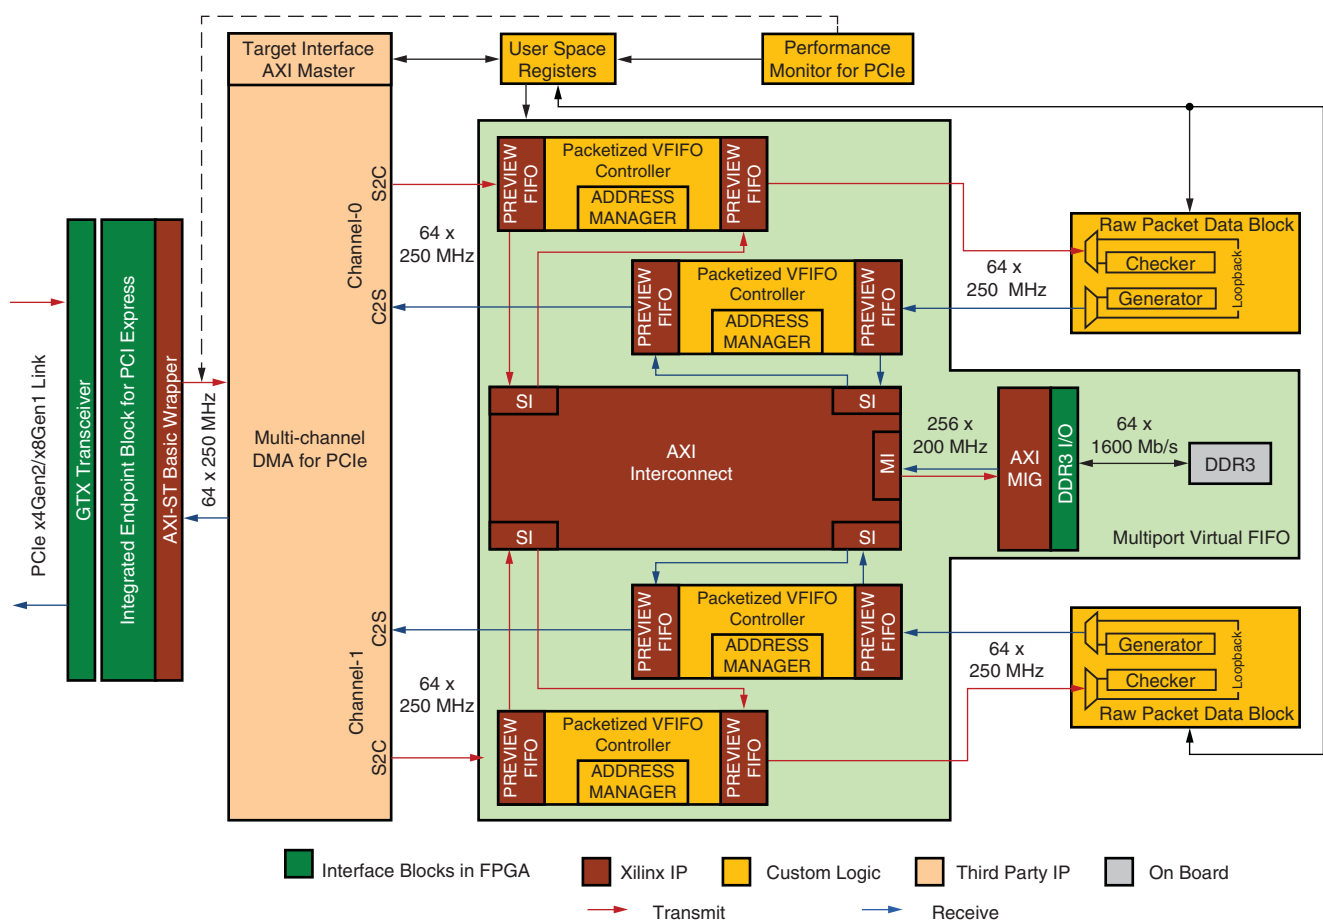 Target Interface
AXI Master
User Space
Registers
Performance
Monitor for PCIe
PCIe x4Gen2/x8Gen1 Link
GTX Transceiver
Integrated Endpoint Block for PCI Express
AXI-ST Basic Wrapper
64 x 250 MHz
Multi-channel
DMA for PCIe
Channel-0
S2C
C2S
64 x
250 MHz
PREVIEW
FIFO
Packetized VFIFO
Controller
ADDRESS
MANAGER
PREVIEW
FIFO
PREVIEW
FIFO
Packetized VFIFO
Controller
ADDRESS
MANAGER
PREVIEW
FIFO
64 x
250 MHz
Raw Packet Data Block
Checker
Generator
Loopback
SI
SI
AXI
Interconnect
MI
SI
SI
256 x
200 MHz
AXI
MIG
DDR3 I/O
64 x
1600 Mb/s
DDR3
Multiport Virtual FIFO
Channel-1
C2S
S2C
64 x
250 MHz
PREVIEW
FIFO
Packetized VFIFO
Controller
ADDRESS
MANAGER
PREVIEW
FIFO
PREVIEW
FIFO
Packetized VFIFO
Controller
ADDRESS
MANAGER
PREVIEW
FIFO
64 x
250 MHz
Generator
Checker
Loopback
Raw Packet Data Block
Interface Blocks in FPGA
Xilinx IP
Custom Logic
Third Party IP
On Board
Transmit
Receive